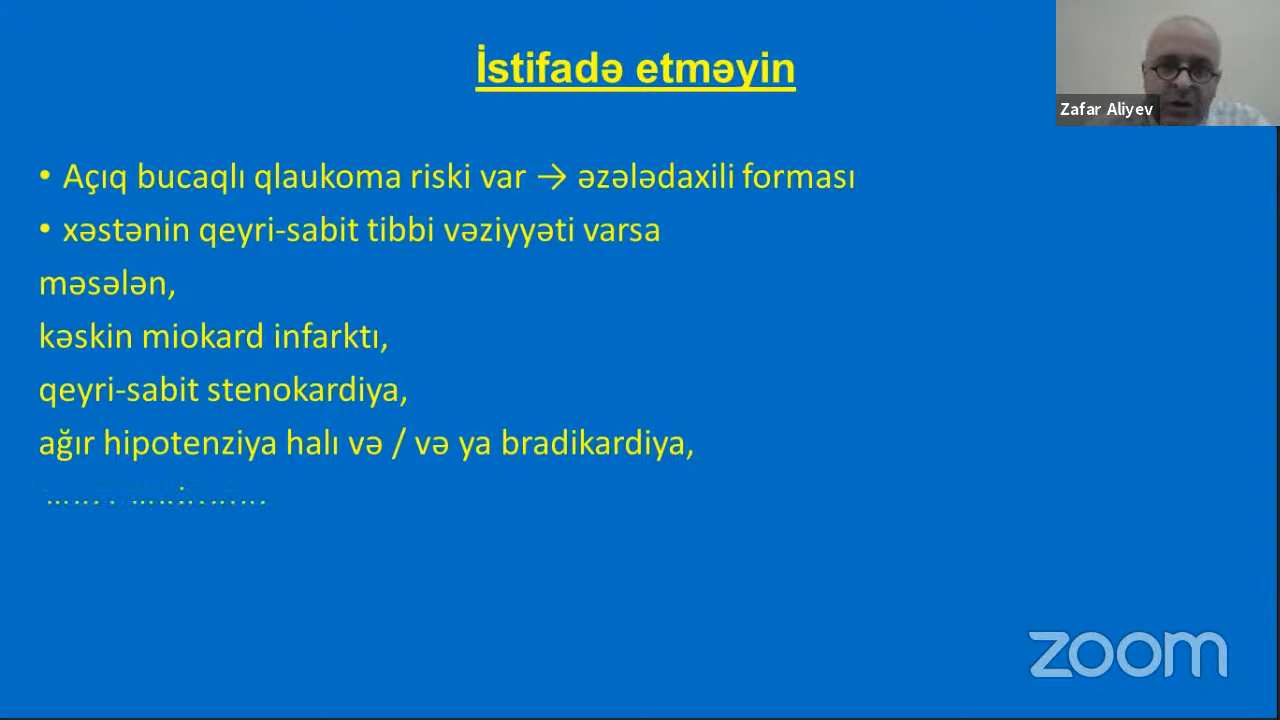 İstifadə etməyin
Zafar Aliyev
• Açıq bucaqlı qlaukoma riski var → əzələdaxili forması
• xəstənin qeyri-sabit tibbi vəziyyəti varsa
məsələn,
kəskin miokard infarktı,
qeyri-sabit stenokardiya,
ağır hipotenziya halı və / və ya bradikardiya,
zoom